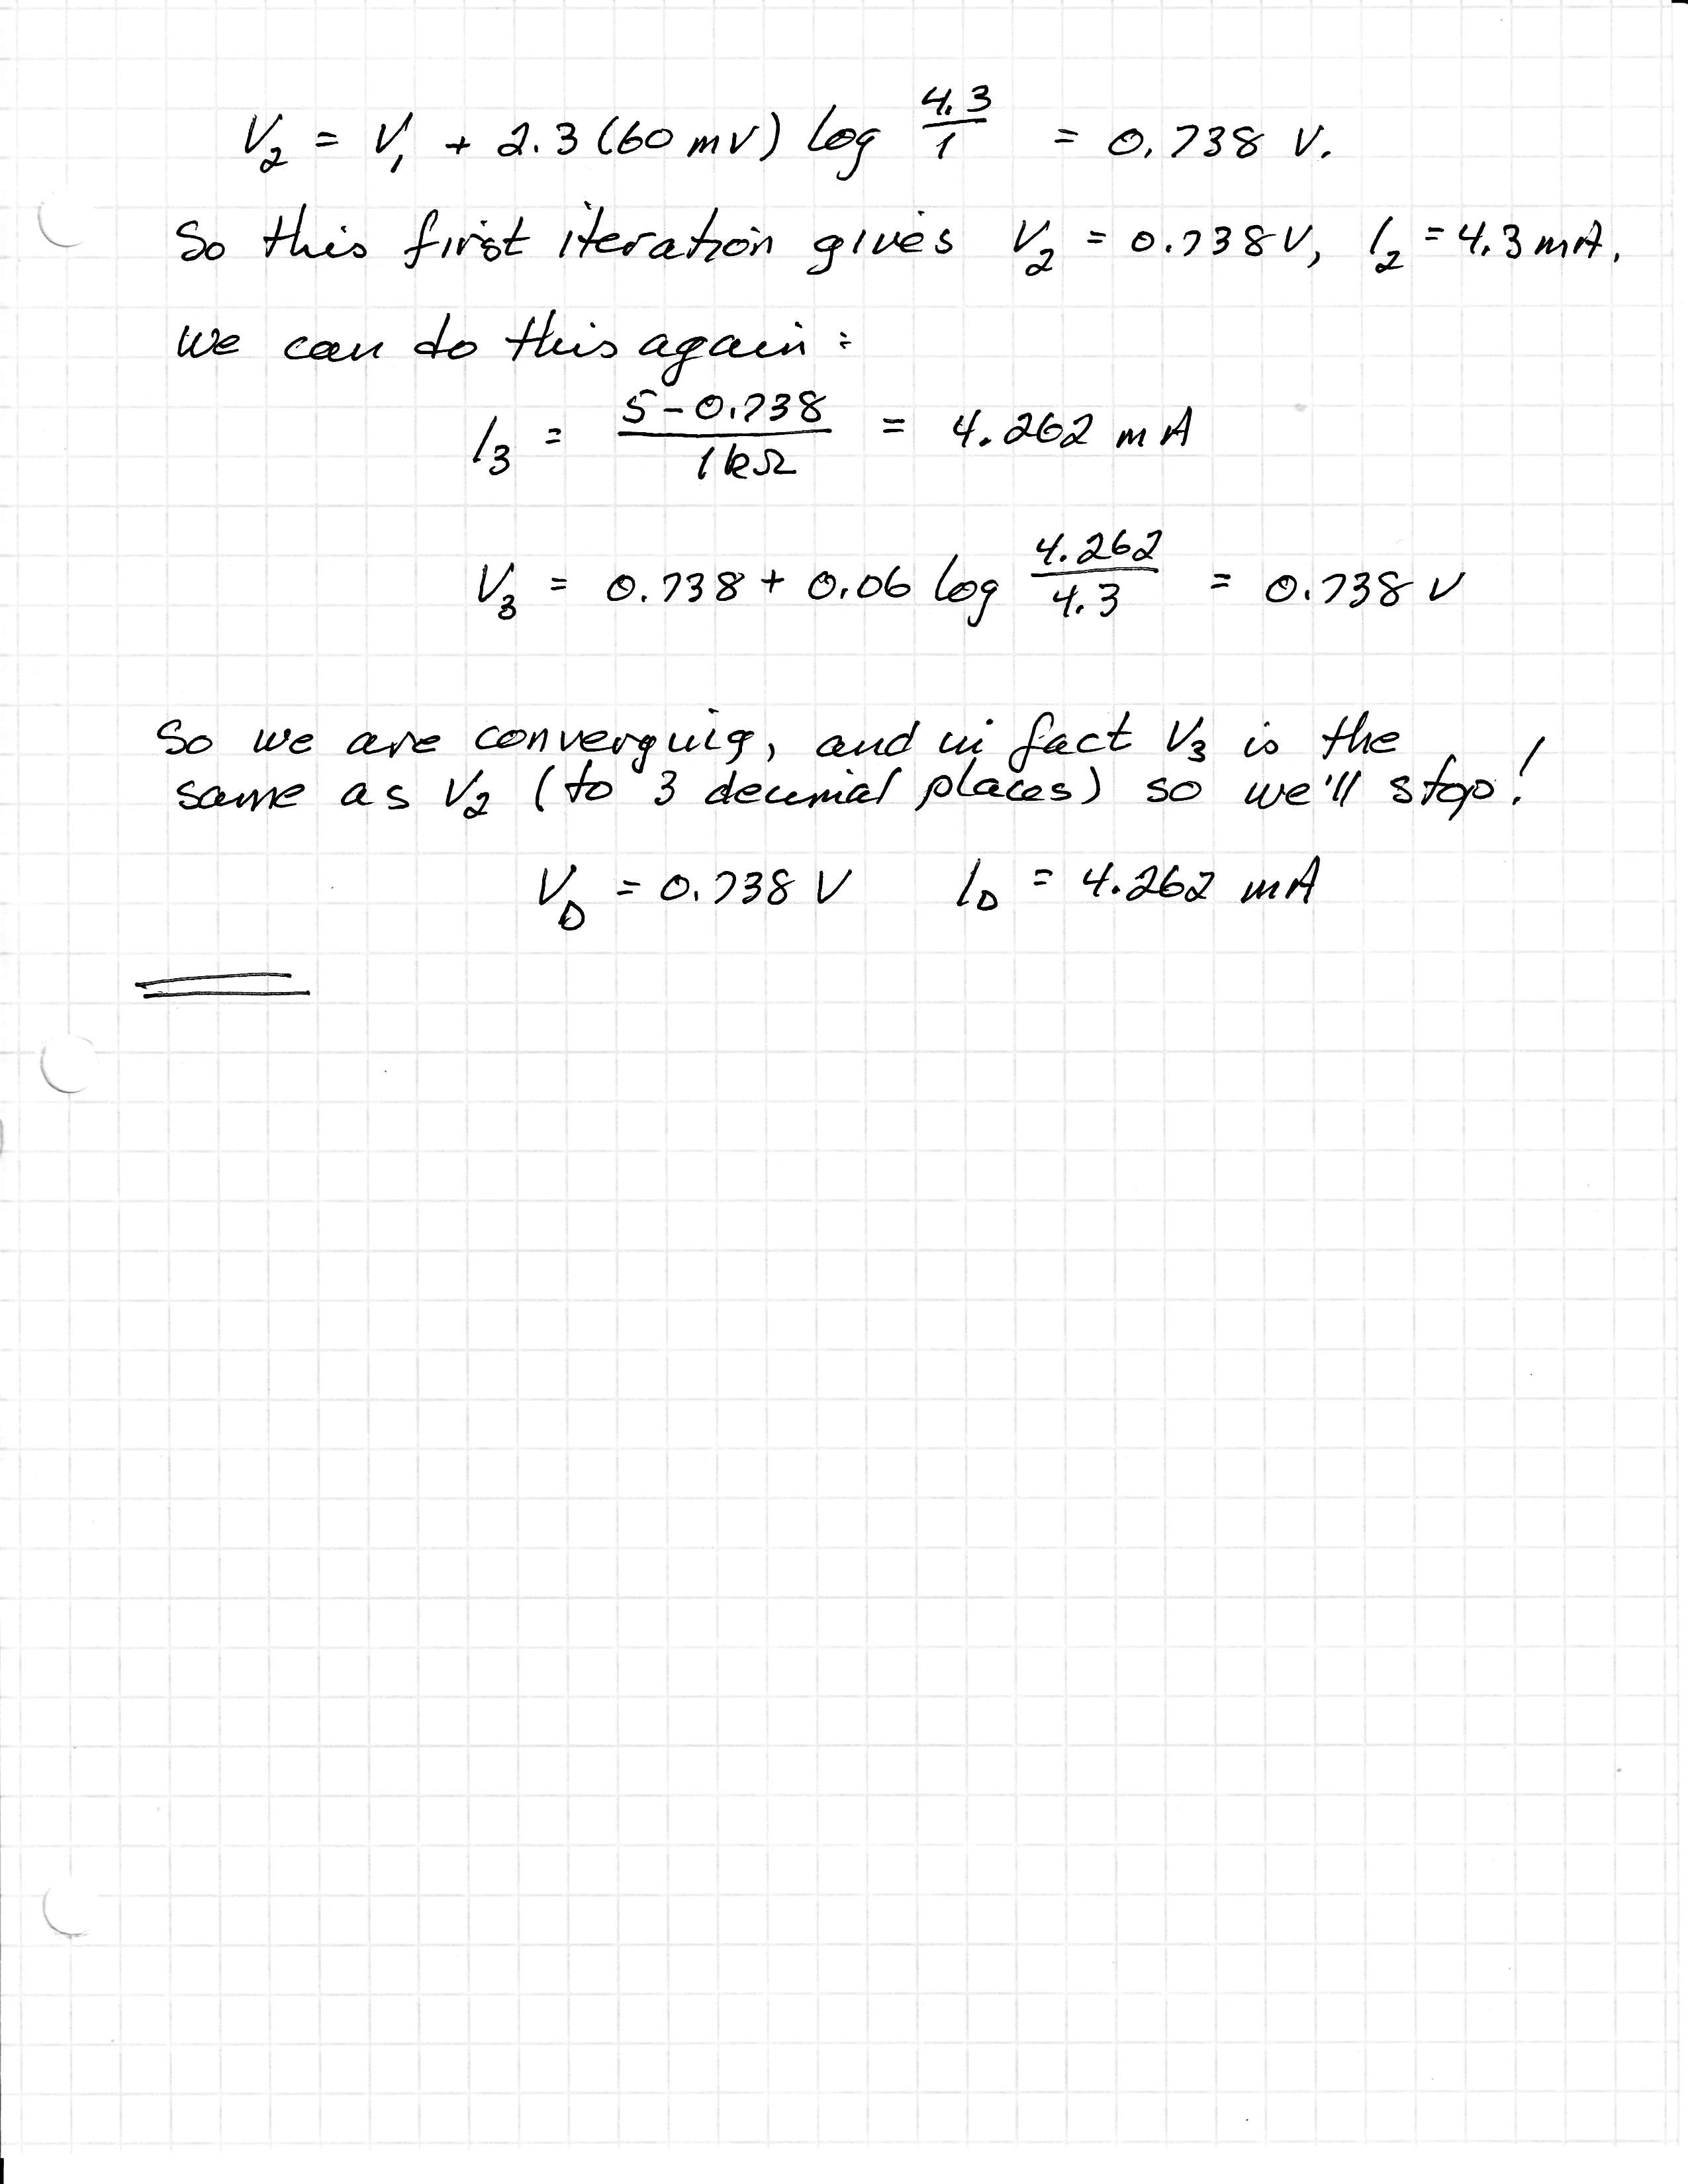 V₂ = V₁ + 2.3 (60 mV) log 4.3/1 = 0.738 V.
So this first iteration gives V₂ = 0.738V, I₂ = 4.3 mA.
We can do this again:
I₃ = (5 - 0.738)/(1 kΩ) = 4.262 mA
V₃ = 0.738 + 0.06 log 4.262/4.3 = 0.738 V
So we are converging, and in fact V₃ is the
same as V₂ (to 3 decimal places) so we'll stop!
V_D = 0.738 V I_D = 4.262 mA